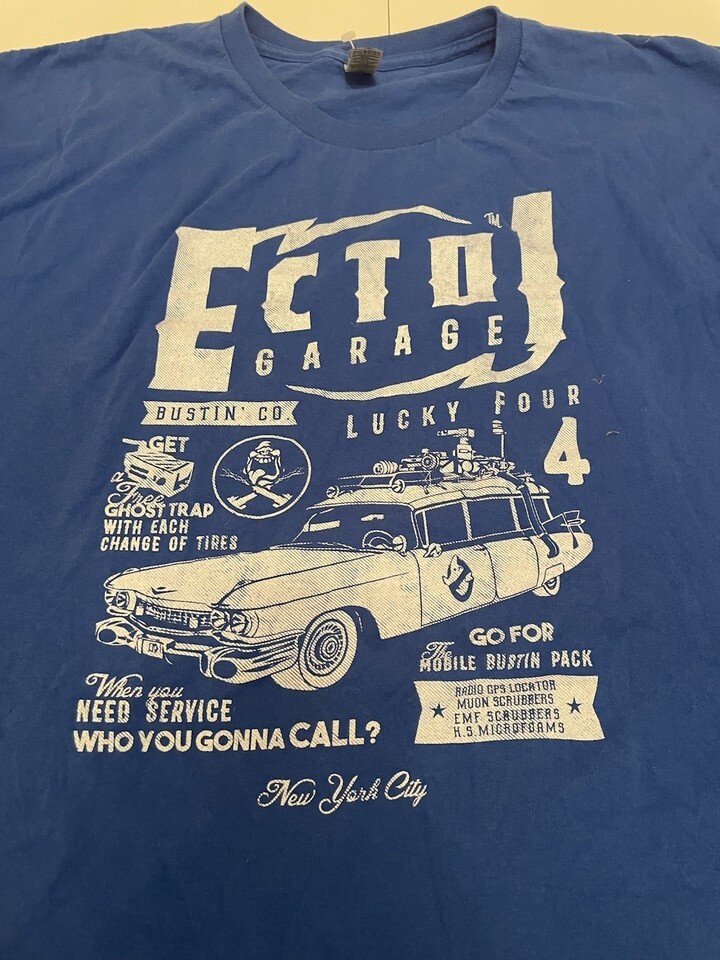 ECTO1 ™
GARAGE
BUSTIN' CO.
LUCKY FOUR
4
GET
a Free
GHOST TRAP
WITH EACH
CHANGE OF TIRES
GO FOR
The
MOBILE BUSTIN PACK
RADIO GPS LOCATOR
MUON SCRUBBERS
EMF SCRUBBERS
H.S. MICROFOAMS
When you
NEED SERVICE
WHO YOU GONNA CALL?
New York City